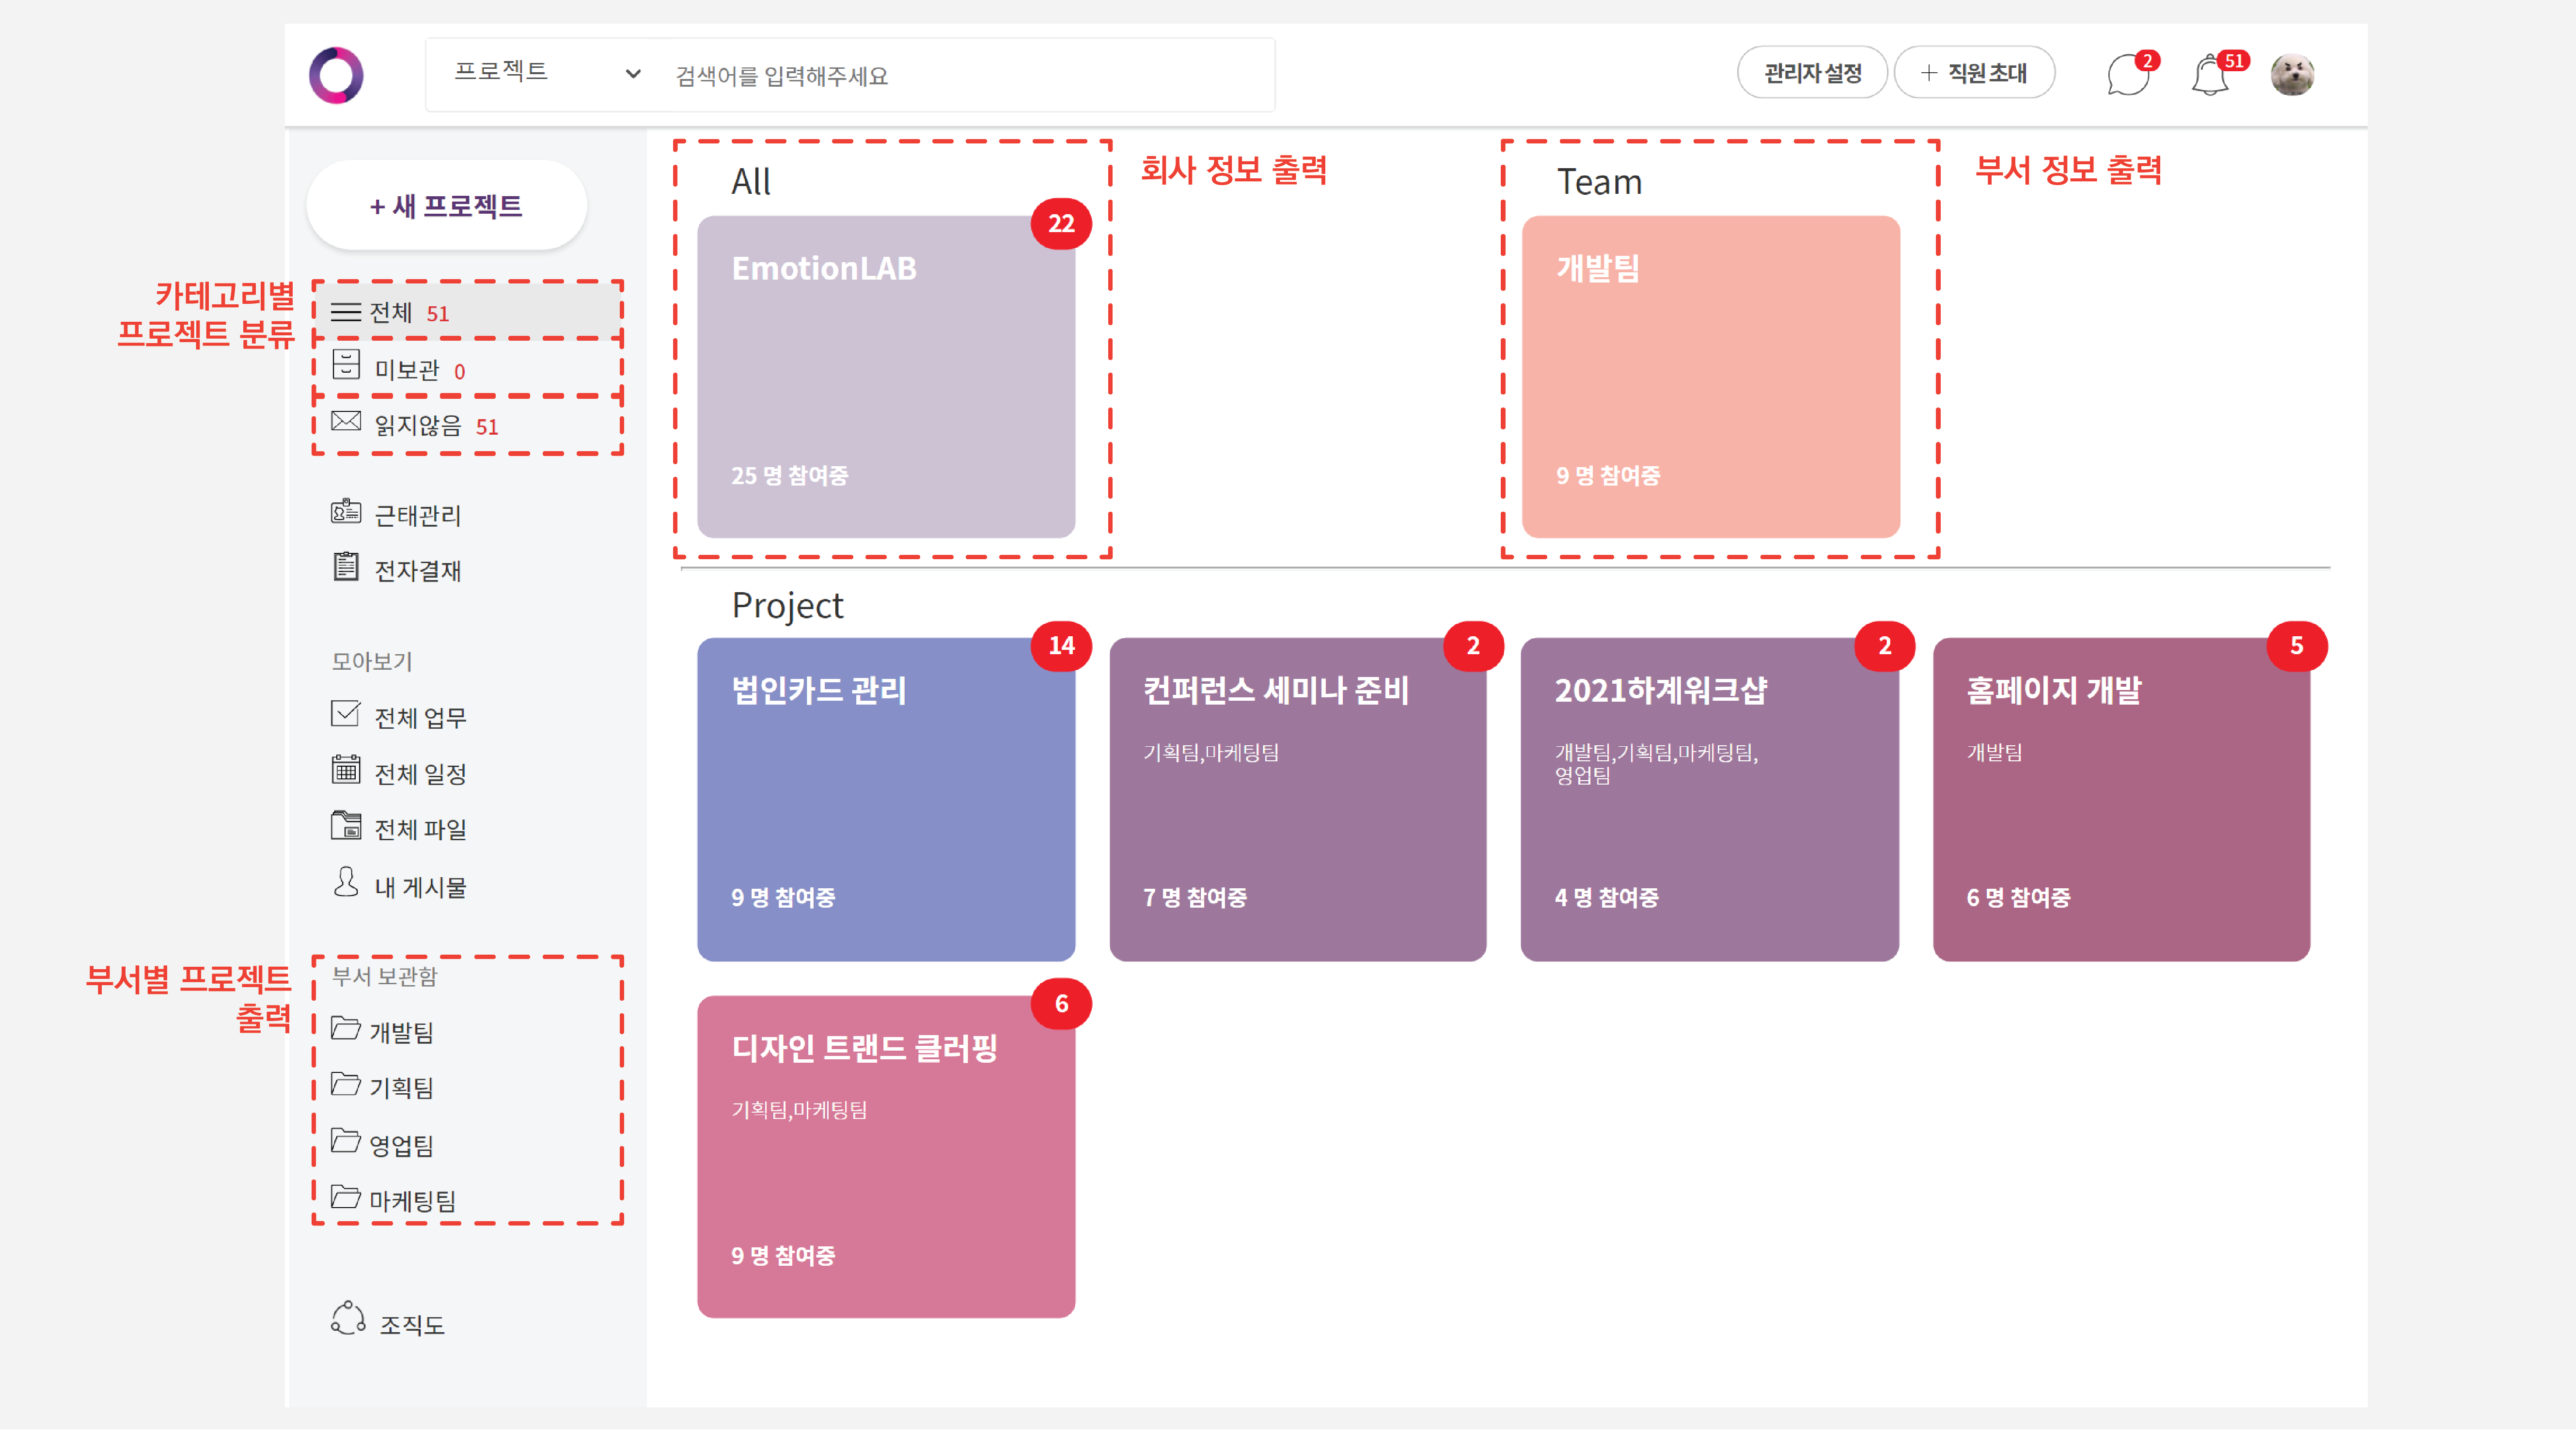 프로젝트
검색어를 입력해주세요
관리자 설정
+ 직원 초대
2
51
+ 새 프로젝트
카테고리별
프로젝트 분류
전체 51
미보관 0
읽지않음 51
근태관리
전자결재
모아보기
전체 업무
전체 일정
전체 파일
내 게시물
부서별 프로젝트
출력
부서 보관함
개발팀
기획팀
영업팀
마케팅팀
조직도
All
회사 정보 출력
22
EmotionLAB
25 명 참여중
Team
부서 정보 출력
개발팀
9 명 참여중
Project
14
법인카드 관리
9 명 참여중
2
컨퍼런스 세미나 준비
기획팀,마케팅팀
7 명 참여중
2
2021하계워크샵
개발팀,기획팀,마케팅팀,
영업팀
4 명 참여중
5
홈페이지 개발
개발팀
6 명 참여중
6
디자인 트랜드 클러핑
기획팀,마케팅팀
9 명 참여중